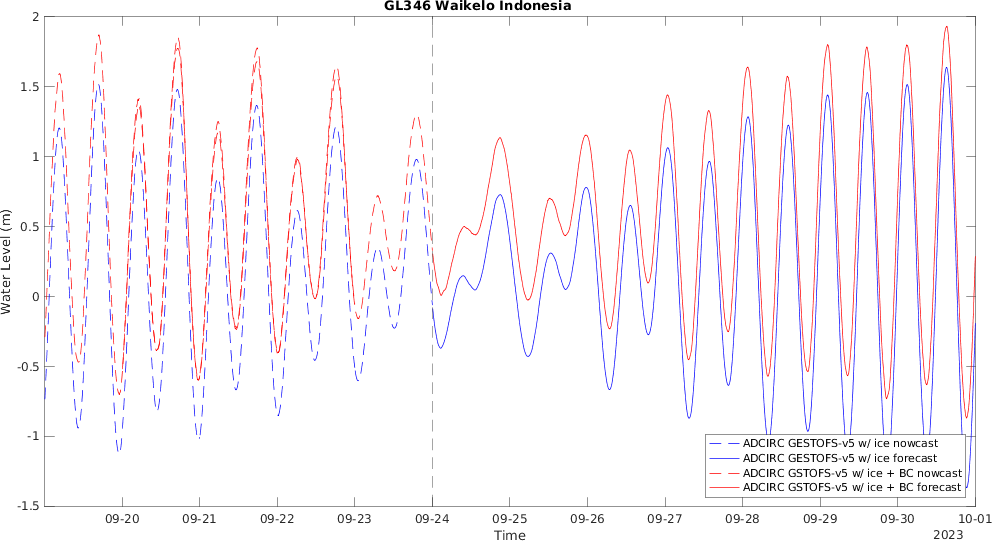 GL346 Waikelo Indonesia
2
1.5
1
0.5
0
-0.5
-1
-1.5
Water Level (m)
ADCIRC GESTOFS-v5 w/ ice nowcast
ADCIRC GESTOFS-v5 w/ ice forecast
ADCIRC GSTOFS-v5 w/ ice + BC nowcast
ADCIRC GSTOFS-v5 w/ ice + BC forecast
09-20 09-21 09-22 09-23 09-24 09-25 09-26 09-27 09-28 09-29 09-30 10-01
Time
2023